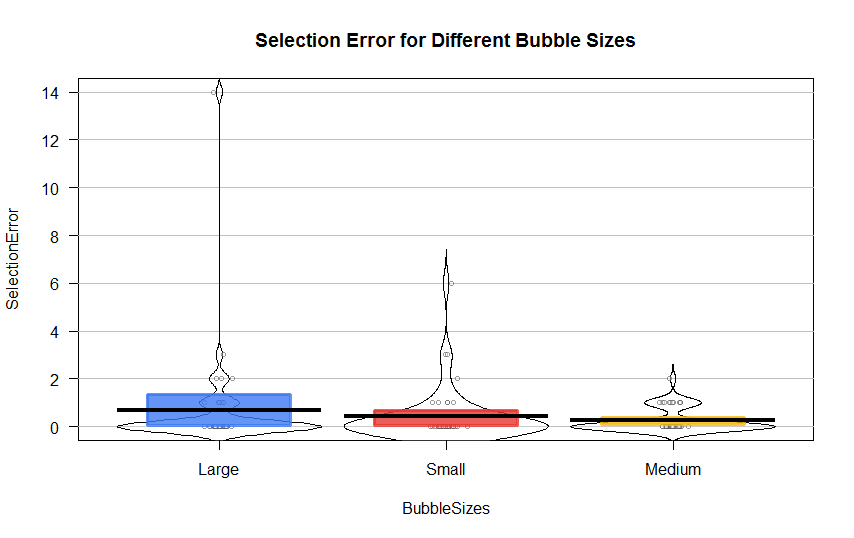 Selection Error for Different Bubble Sizes
14
12
10
8
6
4
2
0
SelectionError
Large
Small
Medium
BubbleSizes